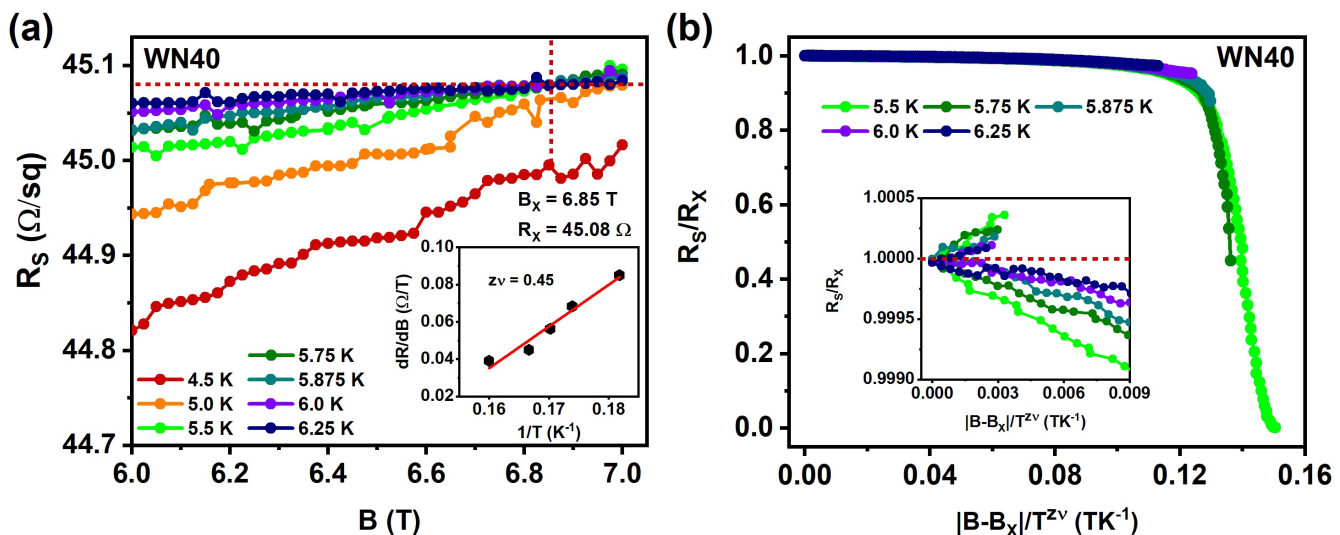 (a)
WN40
45.1
45.0
44.9
44.8
44.7
R_S (Ω/sq)
B_X = 6.85 T
R_X = 45.08 Ω
5.75 K
4.5 K
5.875 K
5.0 K
6.0 K
5.5 K
6.25 K
zν = 0.45
0.10
0.08
0.06
0.04
0.02
dR/dB (Ω/T)
0.16 0.17 0.18
1/T (K⁻¹)
6.0 6.2 6.4 6.6 6.8 7.0
B (T)
(b)
WN40
1.0
0.8
0.6
0.4
0.2
0.0
R_S/R_X
5.5 K 5.75 K 5.875 K
6.0 K 6.25 K
1.0005
1.0000
0.9995
0.9990
R_S/R_X
0.000 0.003 0.006 0.009
|B-B_X|/T^zν (TK⁻¹)
0.00 0.04 0.08 0.12 0.16
|B-B_X|/T^zν (TK⁻¹)